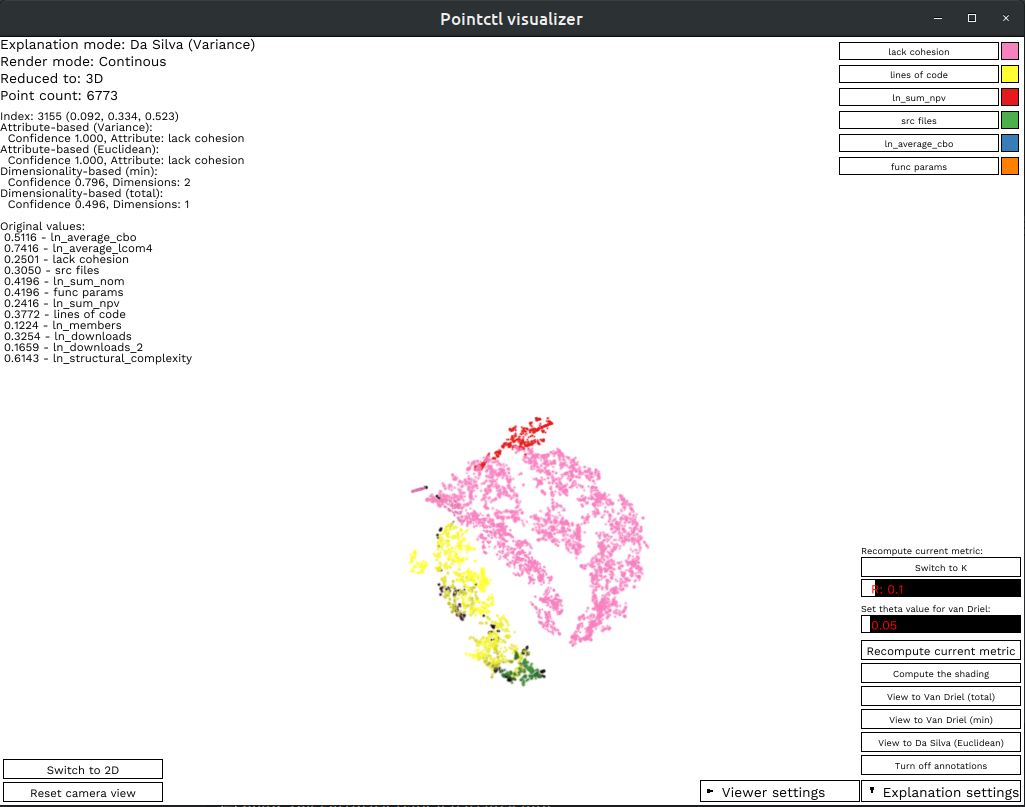 Pointctl visualizer
Explanation mode: Da Silva (Variance)
Render mode: Continous
Reduced to: 3D
Point count: 6773
Index: 3155 (0.092, 0.334, 0.523)
Attribute-based (Variance):
Confidence 1.000, Attribute: lack cohesion
Attribute-based (Euclidean):
Confidence 1.000, Attribute: lack cohesion
Dimensionality-based (min):
Confidence 0.796, Dimensions: 2
Dimensionality-based (total):
Confidence 0.496, Dimensions: 1
Original values:
0.5116 - ln_average_cbo
0.7416 - ln_average_lcom4
0.2501 - lack cohesion
0.3050 - src files
0.4196 - ln_sum_nom
0.4196 - func params
0.2416 - ln_sum_npv
0.3772 - lines of code
0.1224 - ln_members
0.3254 - ln_downloads
0.1659 - ln_downloads_2
0.6143 - ln_structural_complexity
lack cohesion
lines of code
ln_sum_npv
src files
ln_average_cbo
func params
Recompute current metric:
Switch to K
R: 0.1
Set theta value for van Driel:
0.05
Recompute current metric
Compute the shading
View to Van Driel (total)
View to Van Driel (min)
View to Da Silva (Euclidean)
Turn off annotations
Switch to 2D
Reset camera view
Viewer settings
Explanation settings